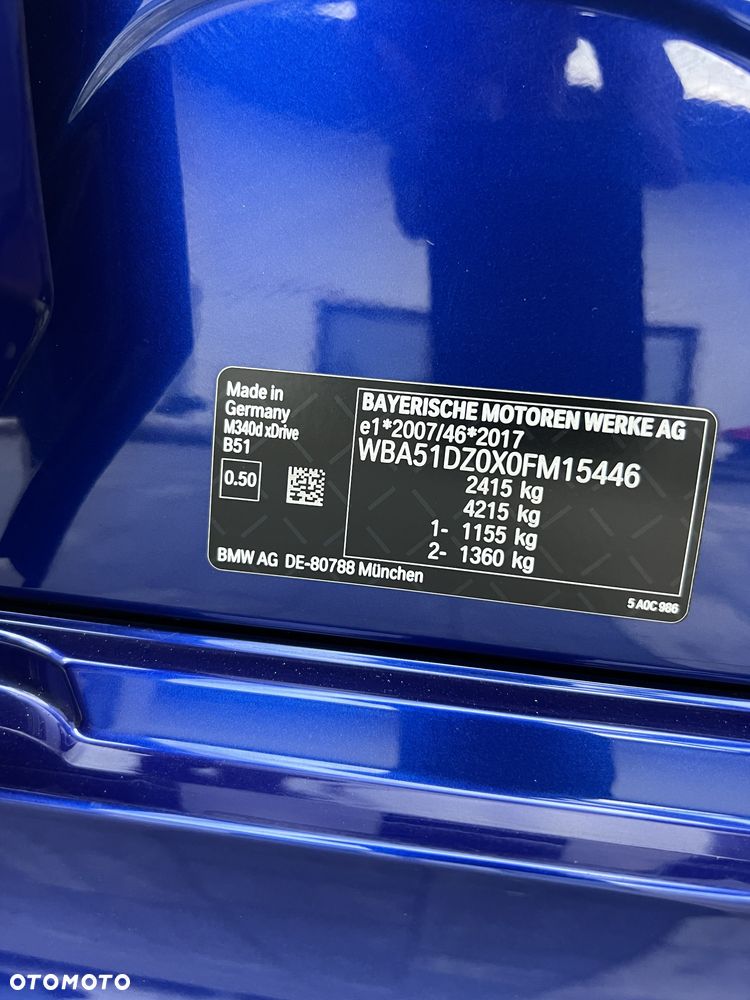 Made in
Germany
M340d xDrive
B51
0.50
BAYERISCHE MOTOREN WERKE AG
e1*2007/46*2017
WBA51DZ0X0FM15446
2415 kg
4215 kg
1- 1155 kg
2- 1360 kg
BMW AG DE-80788 München
5 A0C 986
OTOMOTO